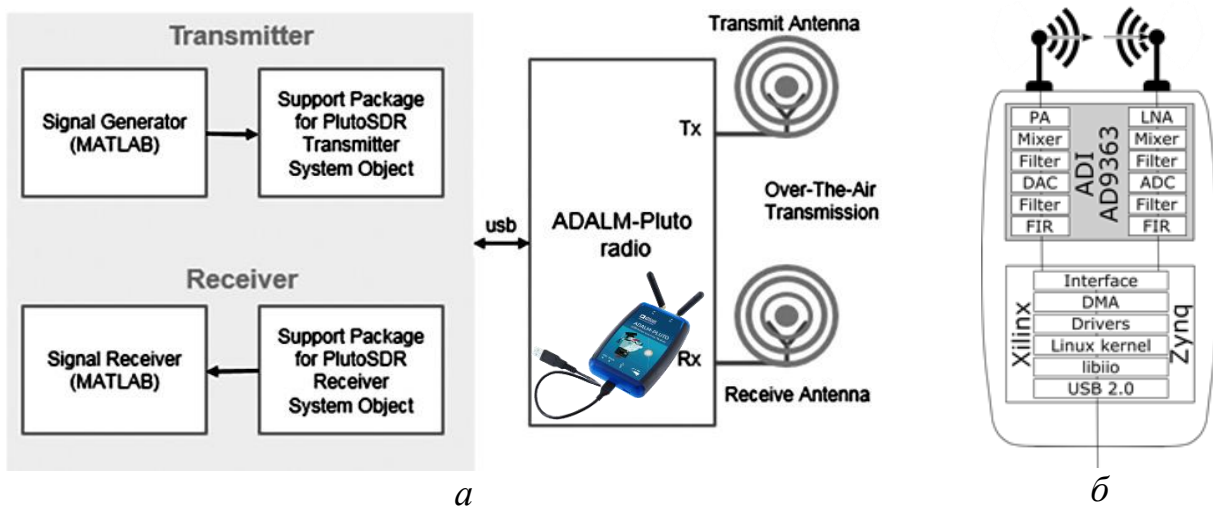 Transmitter
Signal Generator
(MATLAB)
Support Package
for PlutoSDR
Transmitter
System Object
Receiver
Signal Receiver
(MATLAB)
Support Package
for PlutoSDR
Receiver
System Object
usb
ADALM-Pluto
radio
Tx
Rx
ADALM-PLUTO
Transmit Antenna
Over-The-Air
Transmission
Receive Antenna
а
PA
Mixer
Filter
DAC
Filter
FIR
ADI
AD9363
LNA
Mixer
Filter
ADC
Filter
FIR
Xilinx
Interface
DMA
Drivers
Linux kernel
libiio
USB 2.0
Zynq
б